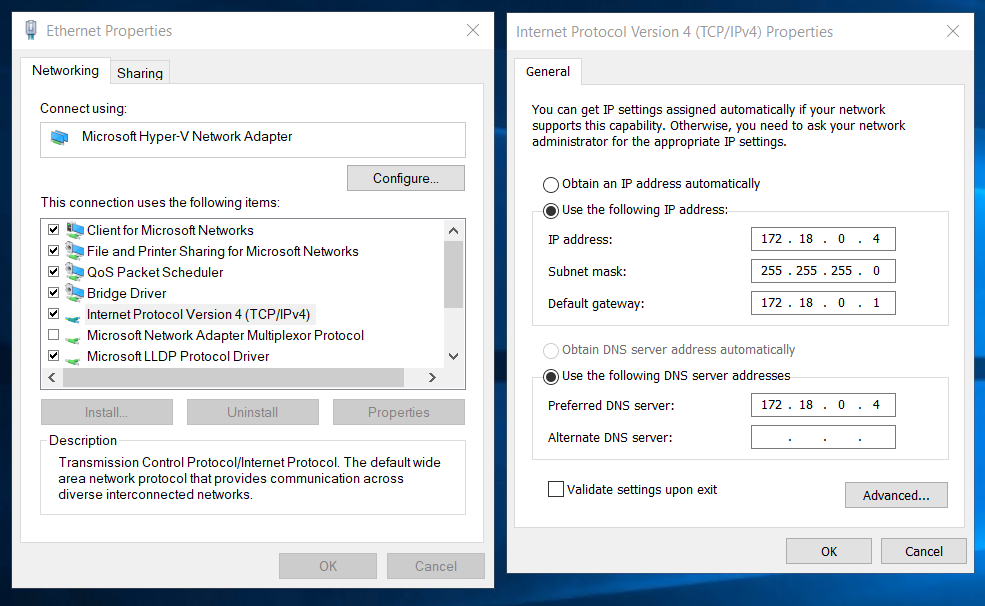 Ethernet Properties
Networking
Sharing
Connect using:
Microsoft Hyper-V Network Adapter
Configure...
This connection uses the following items:
Client for Microsoft Networks
File and Printer Sharing for Microsoft Networks
QoS Packet Scheduler
Bridge Driver
Internet Protocol Version 4 (TCP/IPv4)
Microsoft Network Adapter Multiplexor Protocol
Microsoft LLDP Protocol Driver
Install...
Uninstall
Properties
Description
Transmission Control Protocol/Internet Protocol. The default wide
area network protocol that provides communication across
diverse interconnected networks.
OK
Cancel
Internet Protocol Version 4 (TCP/IPv4) Properties
General
You can get IP settings assigned automatically if your network
supports this capability. Otherwise, you need to ask your network
administrator for the appropriate IP settings.
Obtain an IP address automatically
Use the following IP address:
IP address: 172 . 18 . 0 . 4
Subnet mask: 255 . 255 . 255 . 0
Default gateway: 172 . 18 . 0 . 1
Obtain DNS server address automatically
Use the following DNS server addresses
Preferred DNS server: 172 . 18 . 0 . 4
Alternate DNS server: . . .
Validate settings upon exit
Advanced...
OK
Cancel